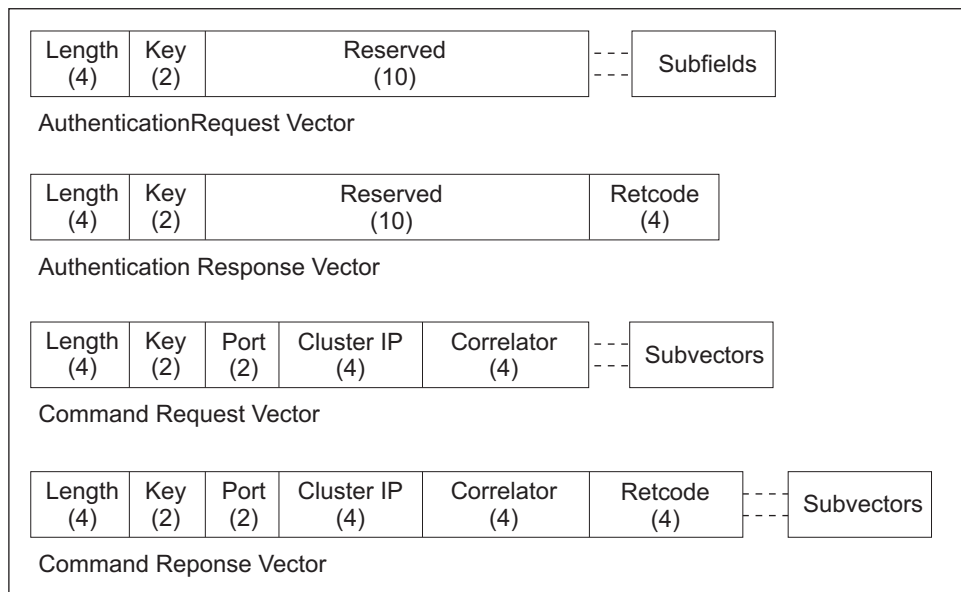 Length Key Reserved Subfields
(4) (2) (10)
AuthenticationRequest Vector
Length Key Reserved Retcode
(4) (2) (10) (4)
Authentication Response Vector
Length Key Port Cluster IP Correlator Subvectors
(4) (2) (2) (4) (4)
Command Request Vector
Length Key Port Cluster IP Correlator Retcode Subvectors
(4) (2) (2) (4) (4) (4)
Command Reponse Vector